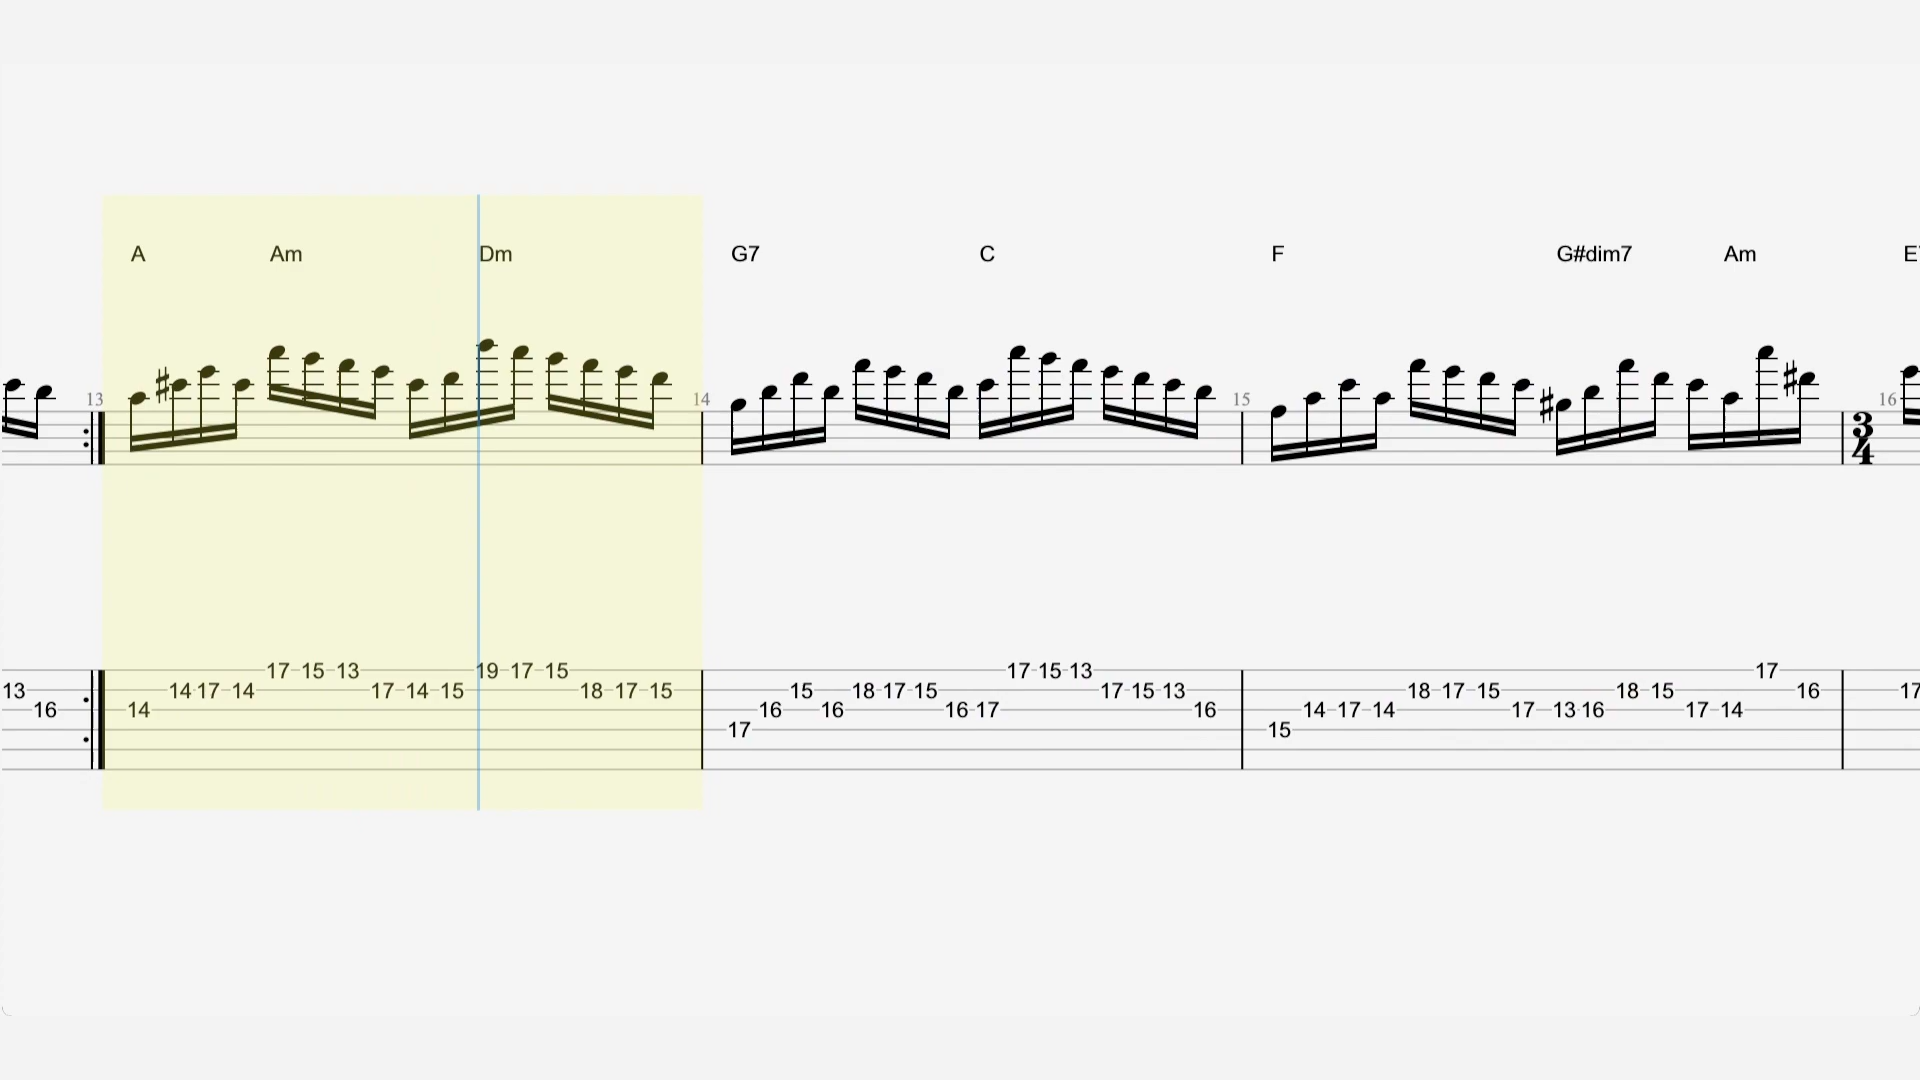 A Am Dm G7 C F G#dim7 Am E
13 14 15 16
3
4
17 15 13 19 17 15 17 15 13 17
13 14 17 14 17 14 15 18 17 15 15 18 17 15 17 15 13 18 17 15 18 15 16 17
16 14 16 16 16 17 16 14 17 14 17 13 16 17 14
17 15